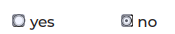 yes no